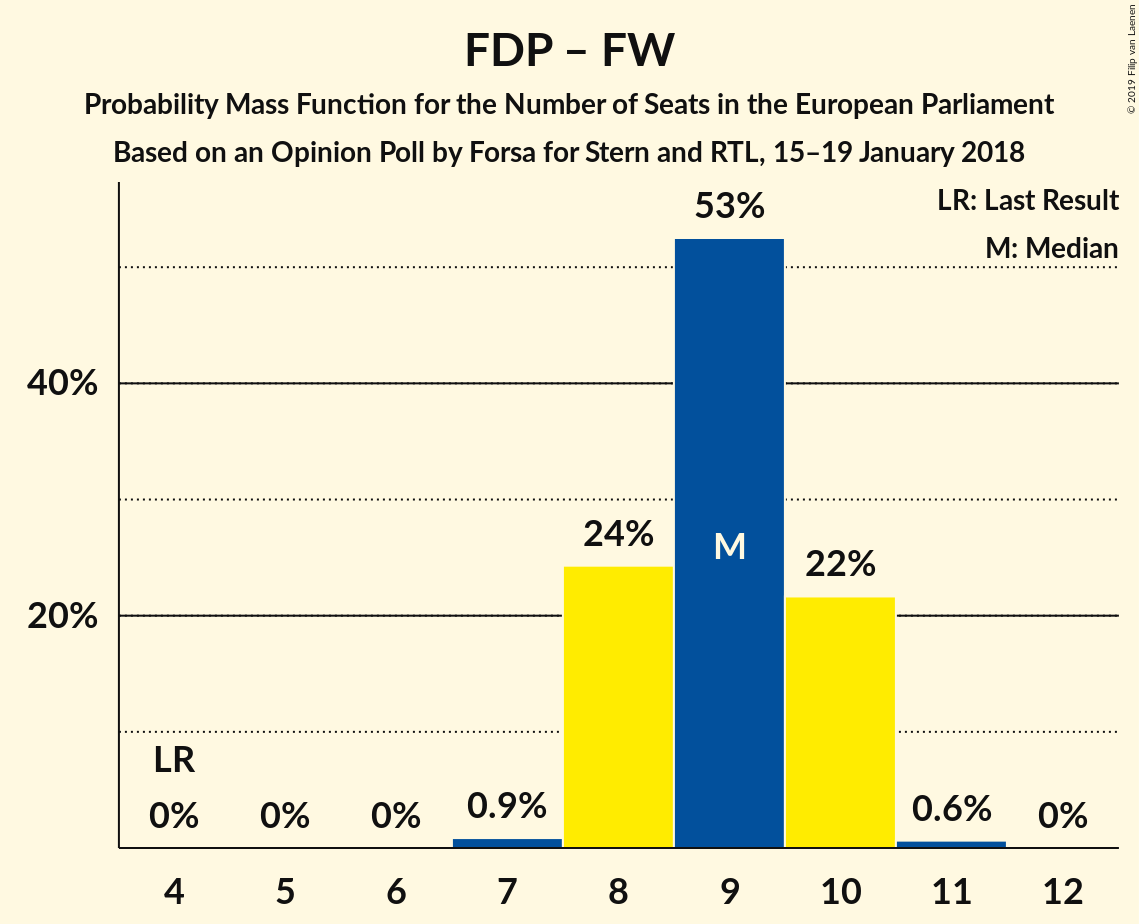 FDP – FW
Probability Mass Function for the Number of Seats in the European Parliament
Based on an Opinion Poll by Forsa for Stern and RTL, 15–19 January 2018
© 2019 Filip van Laenen
LR: Last Result
M: Median
53%
40%
24%
M
22%
20%
LR
0%
0%
0%
0.9%
0.6%
0%
4
5
6
7
8
9
10
11
12